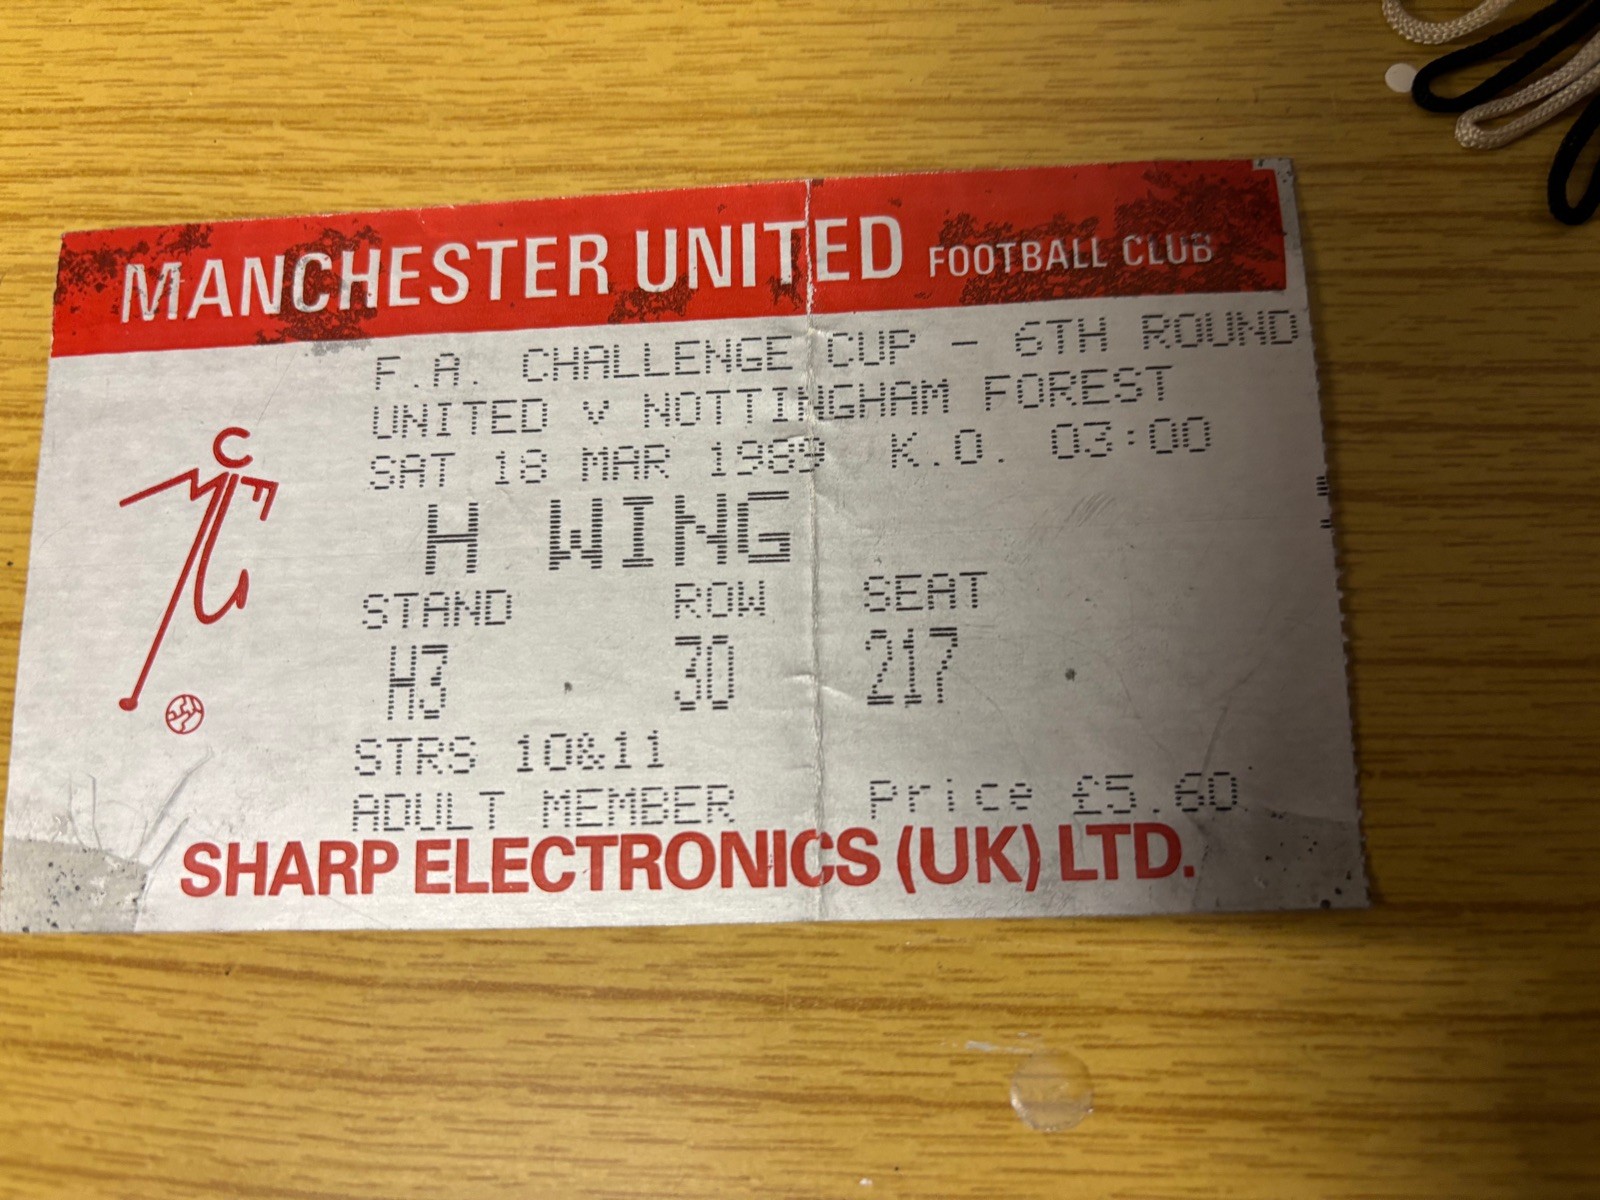 MANCHESTER UNITED FOOTBALL CLUB
F.A. CHALLENGE CUP - 6TH ROUND
UNITED v NOTTINGHAM FOREST
SAT 18 MAR 1989 K.O. 03:00
H WING
STAND ROW SEAT
H3 30 217
STRS 10&11
ADULT MEMBER Price £5.60
SHARP ELECTRONICS (UK) LTD.